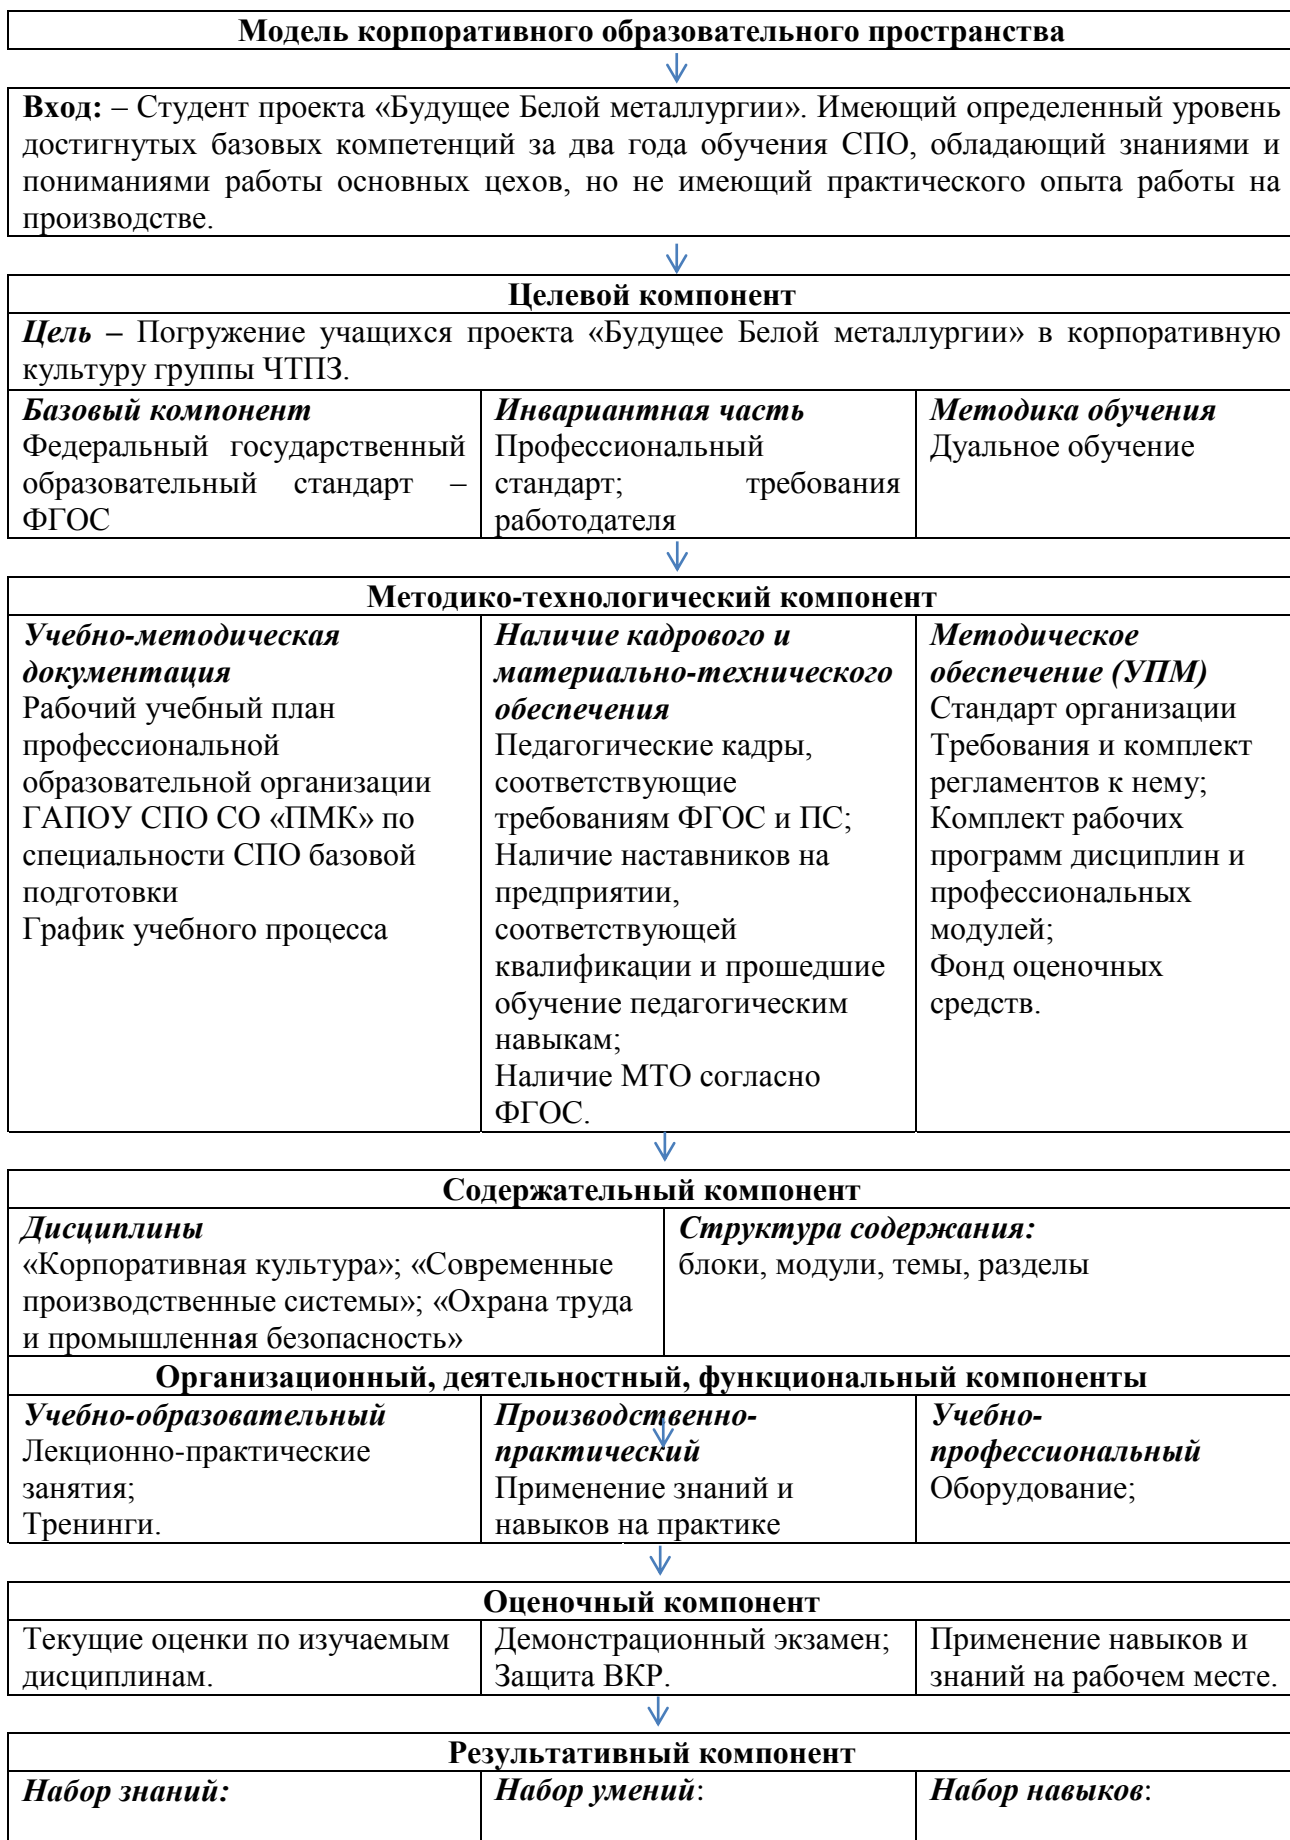 Модель корпоративного образовательного пространства
Вход: – Студент проекта «Будущее Белой металлургии». Имеющий определенный уровень
достигнутых базовых компетенций за два года обучения СПО, обладающий знаниями и
пониманиями работы основных цехов, но не имеющий практического опыта работы на
производстве.
Целевой компонент
Цель – Погружение учащихся проекта «Будущее Белой металлургии» в корпоративную
культуру группы ЧТПЗ.
Базовый компонент
Федеральный государственный
образовательный стандарт –
ФГОС
Инвариантная часть
Профессиональный
стандарт; требования
работодателя
Методика обучения
Дуальное обучение
Методико-технологический компонент
Учебно-методическая
документация
Рабочий учебный план
профессиональной
образовательной организации
ГАПОУ СПО СО «ПМК» по
специальности СПО базовой
подготовки
График учебного процесса
Наличие кадрового и
материально-технического
обеспечения
Педагогические кадры,
соответствующие
требованиям ФГОС и ПС;
Наличие наставников на
предприятии,
соответствующей
квалификации и прошедшие
обучение педагогическим
навыкам;
Наличие МТО согласно
ФГОС.
Методическое
обеспечение (УПМ)
Стандарт организации
Требования и комплект
регламентов к нему;
Комплект рабочих
программ дисциплин и
профессиональных
модулей;
Фонд оценочных
средств.
Содержательный компонент
Дисциплины
«Корпоративная культура»; «Современные
производственные системы»; «Охрана труда
и промышленная безопасность»
Структура содержания:
блоки, модули, темы, разделы
Организационный, деятельностный, функциональный компоненты
Учебно-образовательный
Лекционно-практические
занятия;
Тренинги.
Производственно-
практический
Применение знаний и
навыков на практике
Учебно-
профессиональный
Оборудование;
Оценочный компонент
Текущие оценки по изучаемым
дисциплинам.
Демонстрационный экзамен;
Защита ВКР.
Применение навыков и
знаний на рабочем месте.
Результативный компонент
Набор знаний:
Набор умений:
Набор навыков: